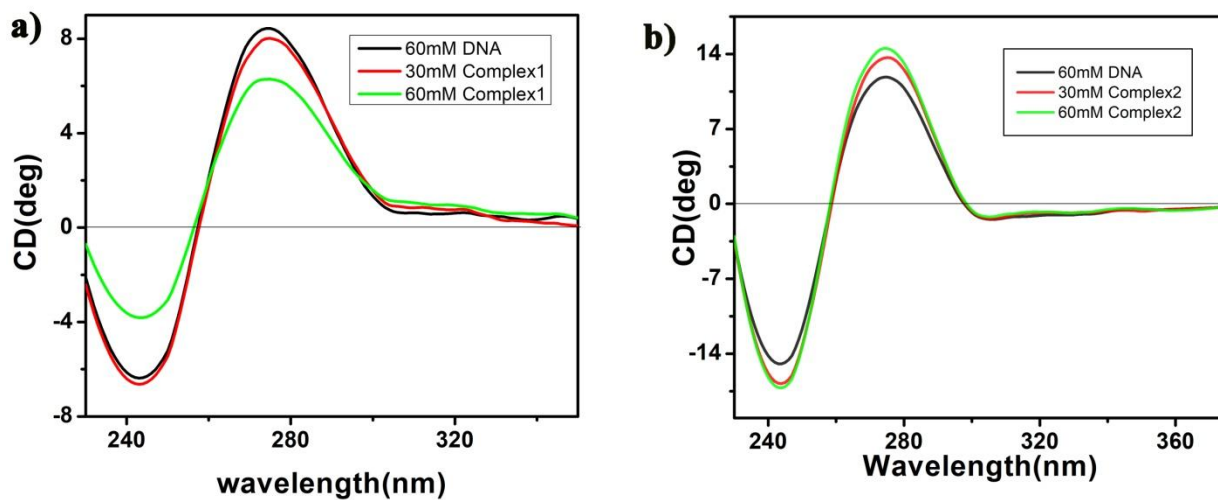 a)
CD(deg)
8
4
0
-4
-8
60mM DNA
30mM Complex1
60mM Complex1
240
280
320
wavelength(nm)
b)
CD(deg)
14
7
0
-7
-14
60mM DNA
30mM Complex2
60mM Complex2
240
280
320
360
Wavelength(nm)